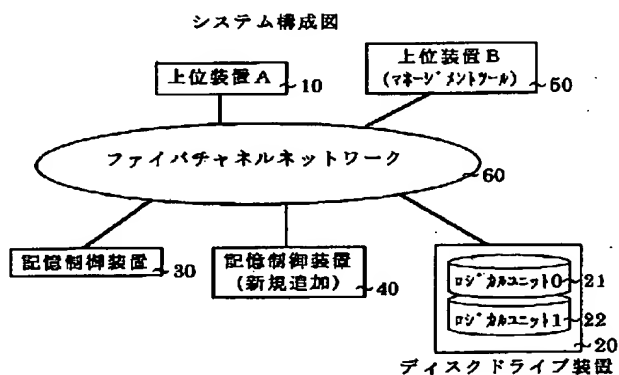 システム構成図
上位装置A
10
上位装置B
(マネージメントツール)
50
ファイバチャネルネットワーク
60
記憶制御装置
30
記憶制御装置
(新規追加)
40
ロジカルユニット0
21
ロジカルユニット1
22
20
ディスクドライブ装置